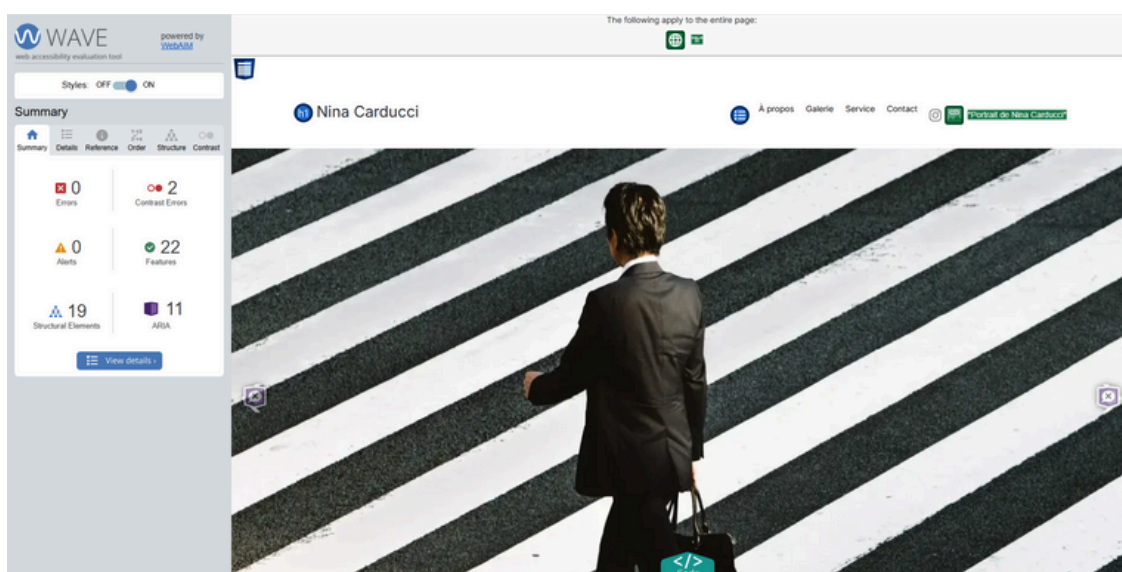 WAVE
powered by
WebAIM
web accessibility evaluation tool
Styles: OFF ON
Summary
Summary Details Reference Order Structure Contrast
0
Errors
2
Contrast Errors
0
Alerts
22
Features
19
Structural Elements
11
ARIA
View details ›
The following apply to the entire page:
h1 Nina Carducci
À propos Galerie Service Contact
"Portrait de Nina Carducci"
</>